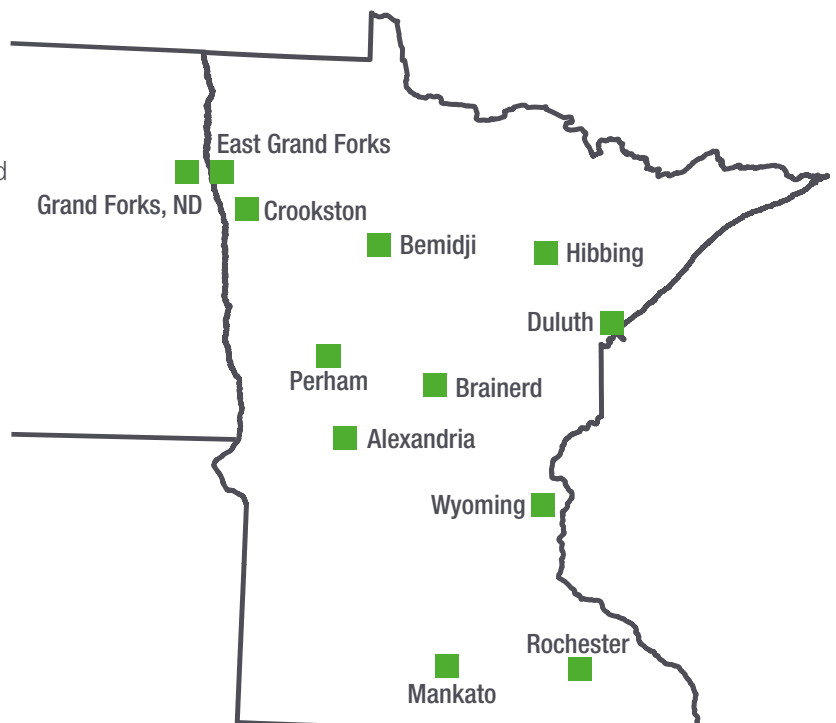 East Grand Forks
d
Grand Forks, ND
Crookston
Bemidji
Hibbing
Duluth
Perham
Brainerd
Alexandria
Wyoming
Rochester
Mankato